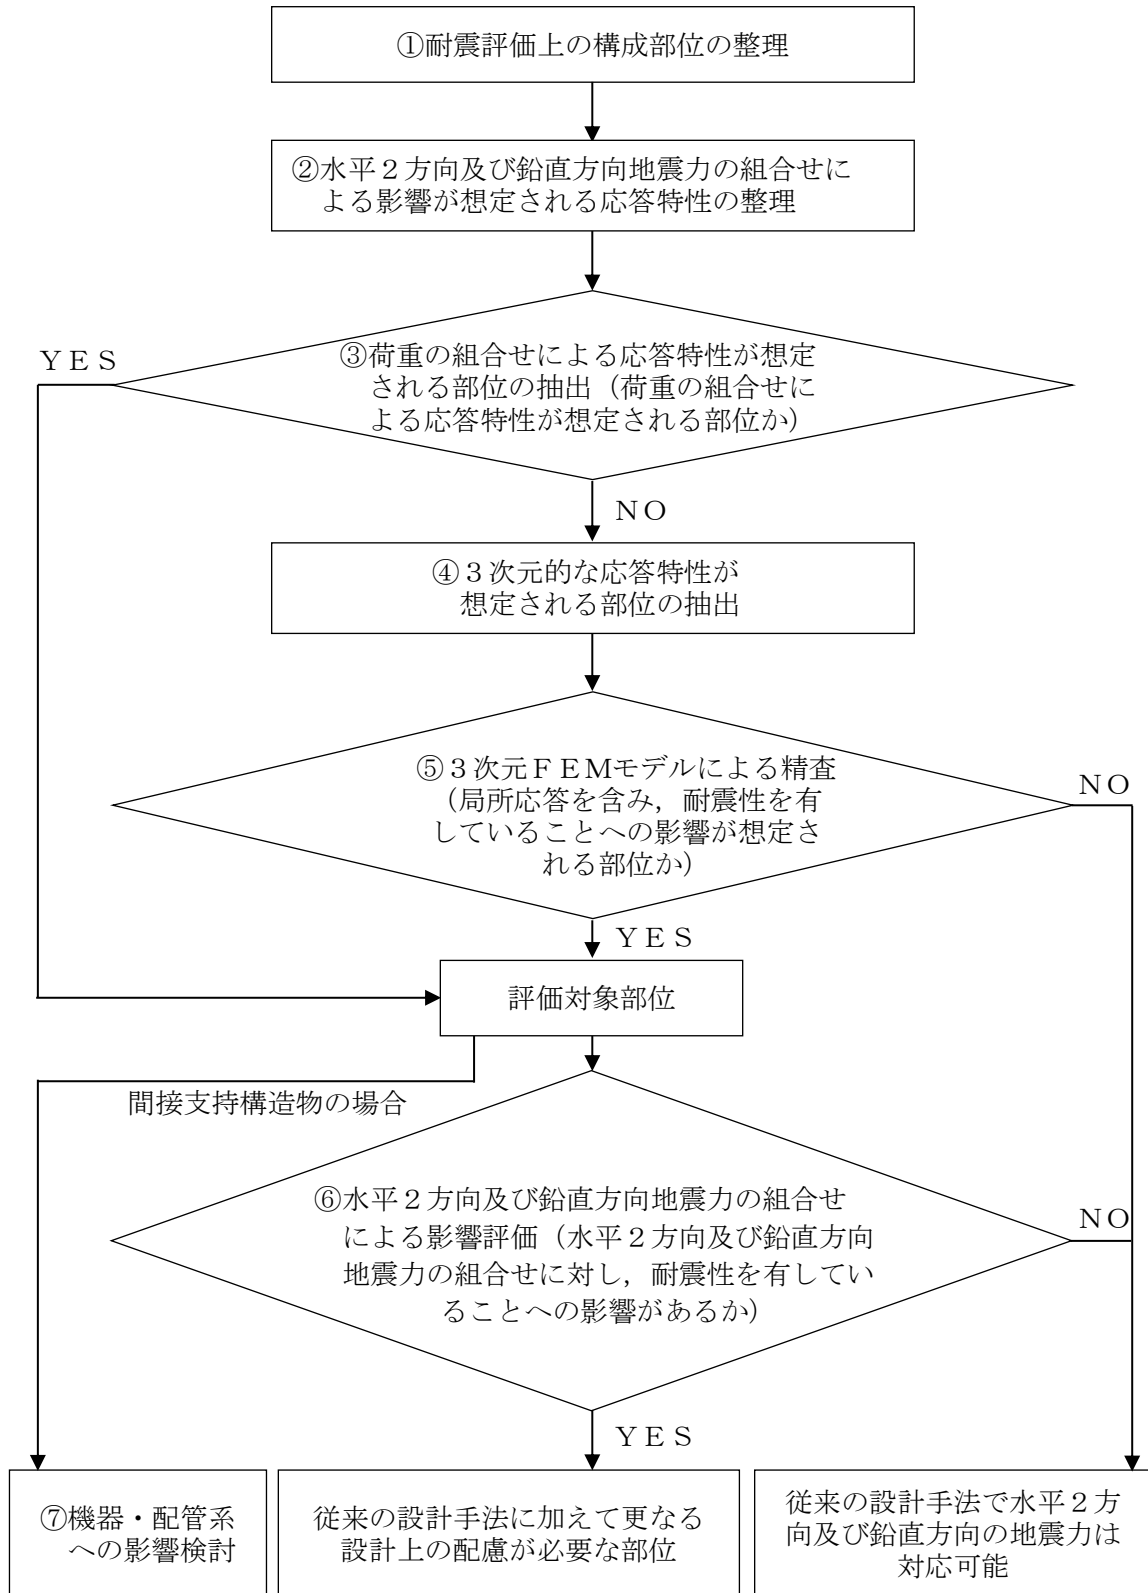 ①耐震評価上の構成部位の整理
②水平２方向及び鉛直方向地震力の組合せに
よる影響が想定される応答特性の整理
ＹＥＳ
③荷重の組合せによる応答特性が想定
される部位の抽出（荷重の組合せに
よる応答特性が想定される部位か）
ＮＯ
④３次元的な応答特性が
想定される部位の抽出
⑤３次元ＦＥＭモデルによる精査
（局所応答を含み，耐震性を有
していることへの影響が想定さ
れる部位か）
ＮＯ
ＹＥＳ
評価対象部位
間接支持構造物の場合
⑥水平２方向及び鉛直方向地震力の組合せ
による影響評価（水平２方向及び鉛直方向
地震力の組合せに対し，耐震性を有してい
ることへの影響があるか）
ＮＯ
ＹＥＳ
⑦機器・配管系
への影響検討
従来の設計手法に加えて更なる
設計上の配慮が必要な部位
従来の設計手法で水平２方
向及び鉛直方向の地震力は
対応可能